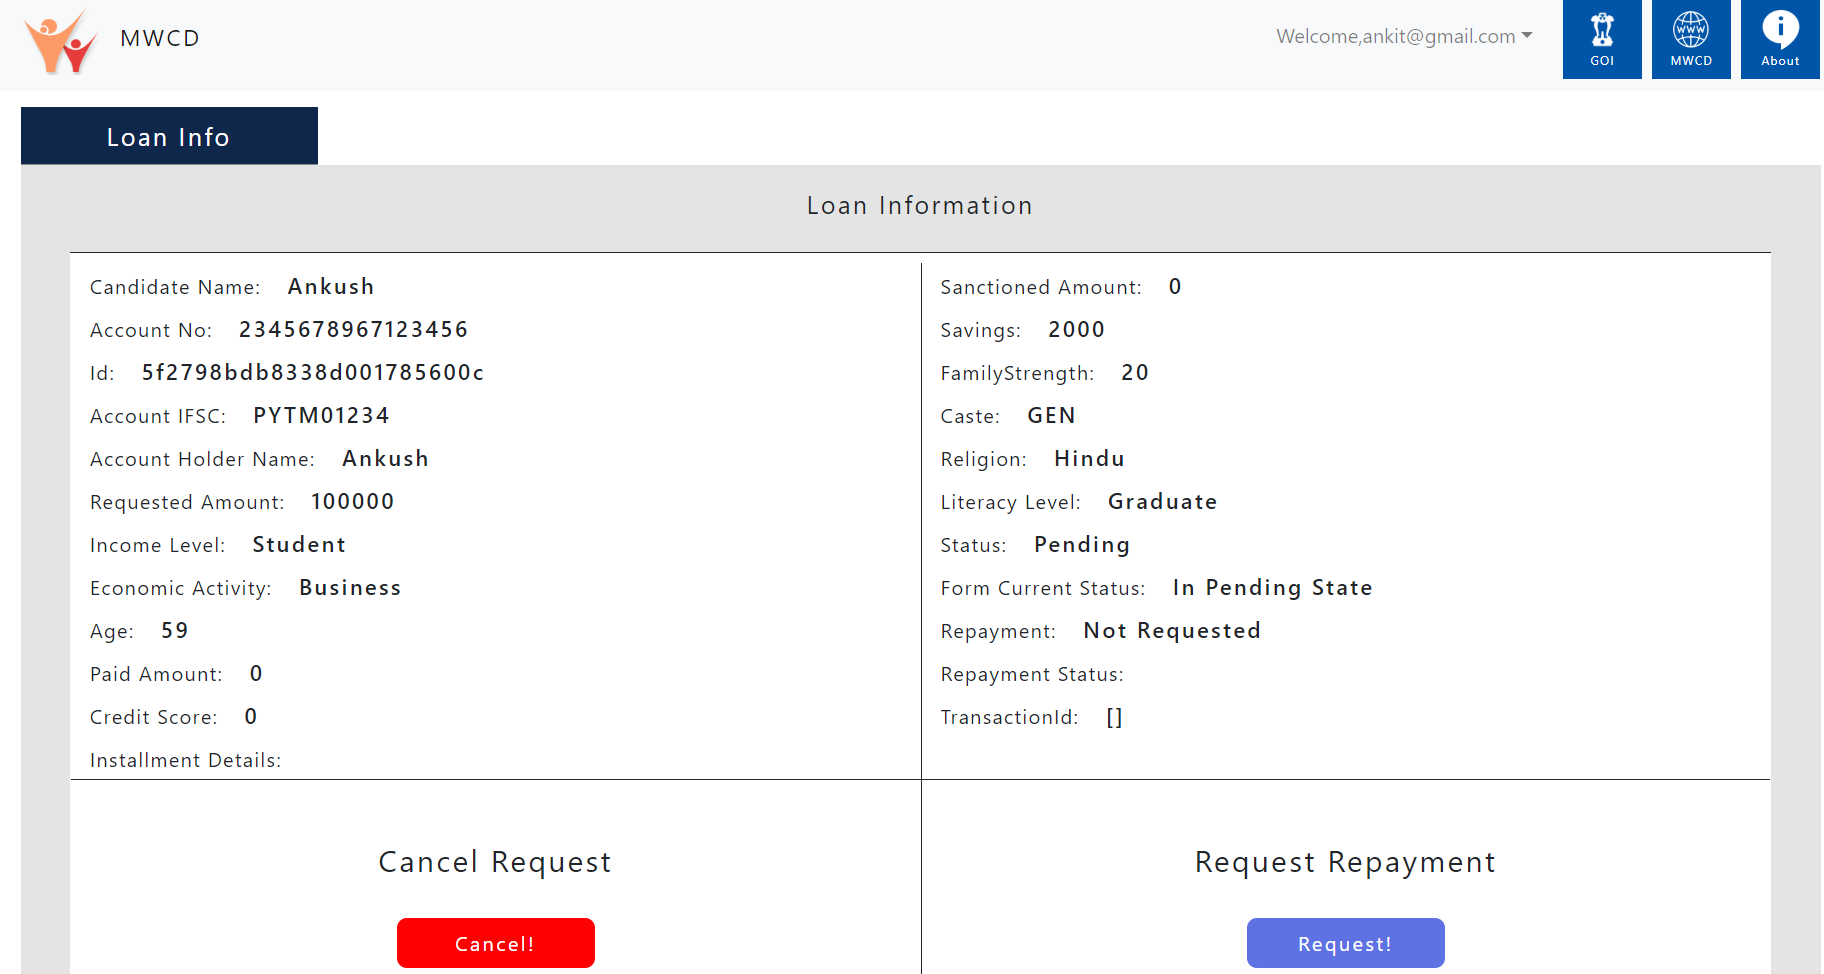 MWCD
Welcome,ankit@gmail.com
GOI
WWW
MWCD
i
About
Loan Info
Loan Information
Candidate Name: Ankush
Account No: 2345678967123456
Id: 5f2798bdb8338d001785600c
Account IFSC: PYTM01234
Account Holder Name: Ankush
Requested Amount: 100000
Income Level: Student
Economic Activity: Business
Age: 59
Paid Amount: 0
Credit Score: 0
Installment Details:
Sanctioned Amount: 0
Savings: 2000
FamilyStrength: 20
Caste: GEN
Religion: Hindu
Literacy Level: Graduate
Status: Pending
Form Current Status: In Pending State
Repayment: Not Requested
Repayment Status:
TransactionId: []
Cancel Request
Cancel!
Request Repayment
Request!